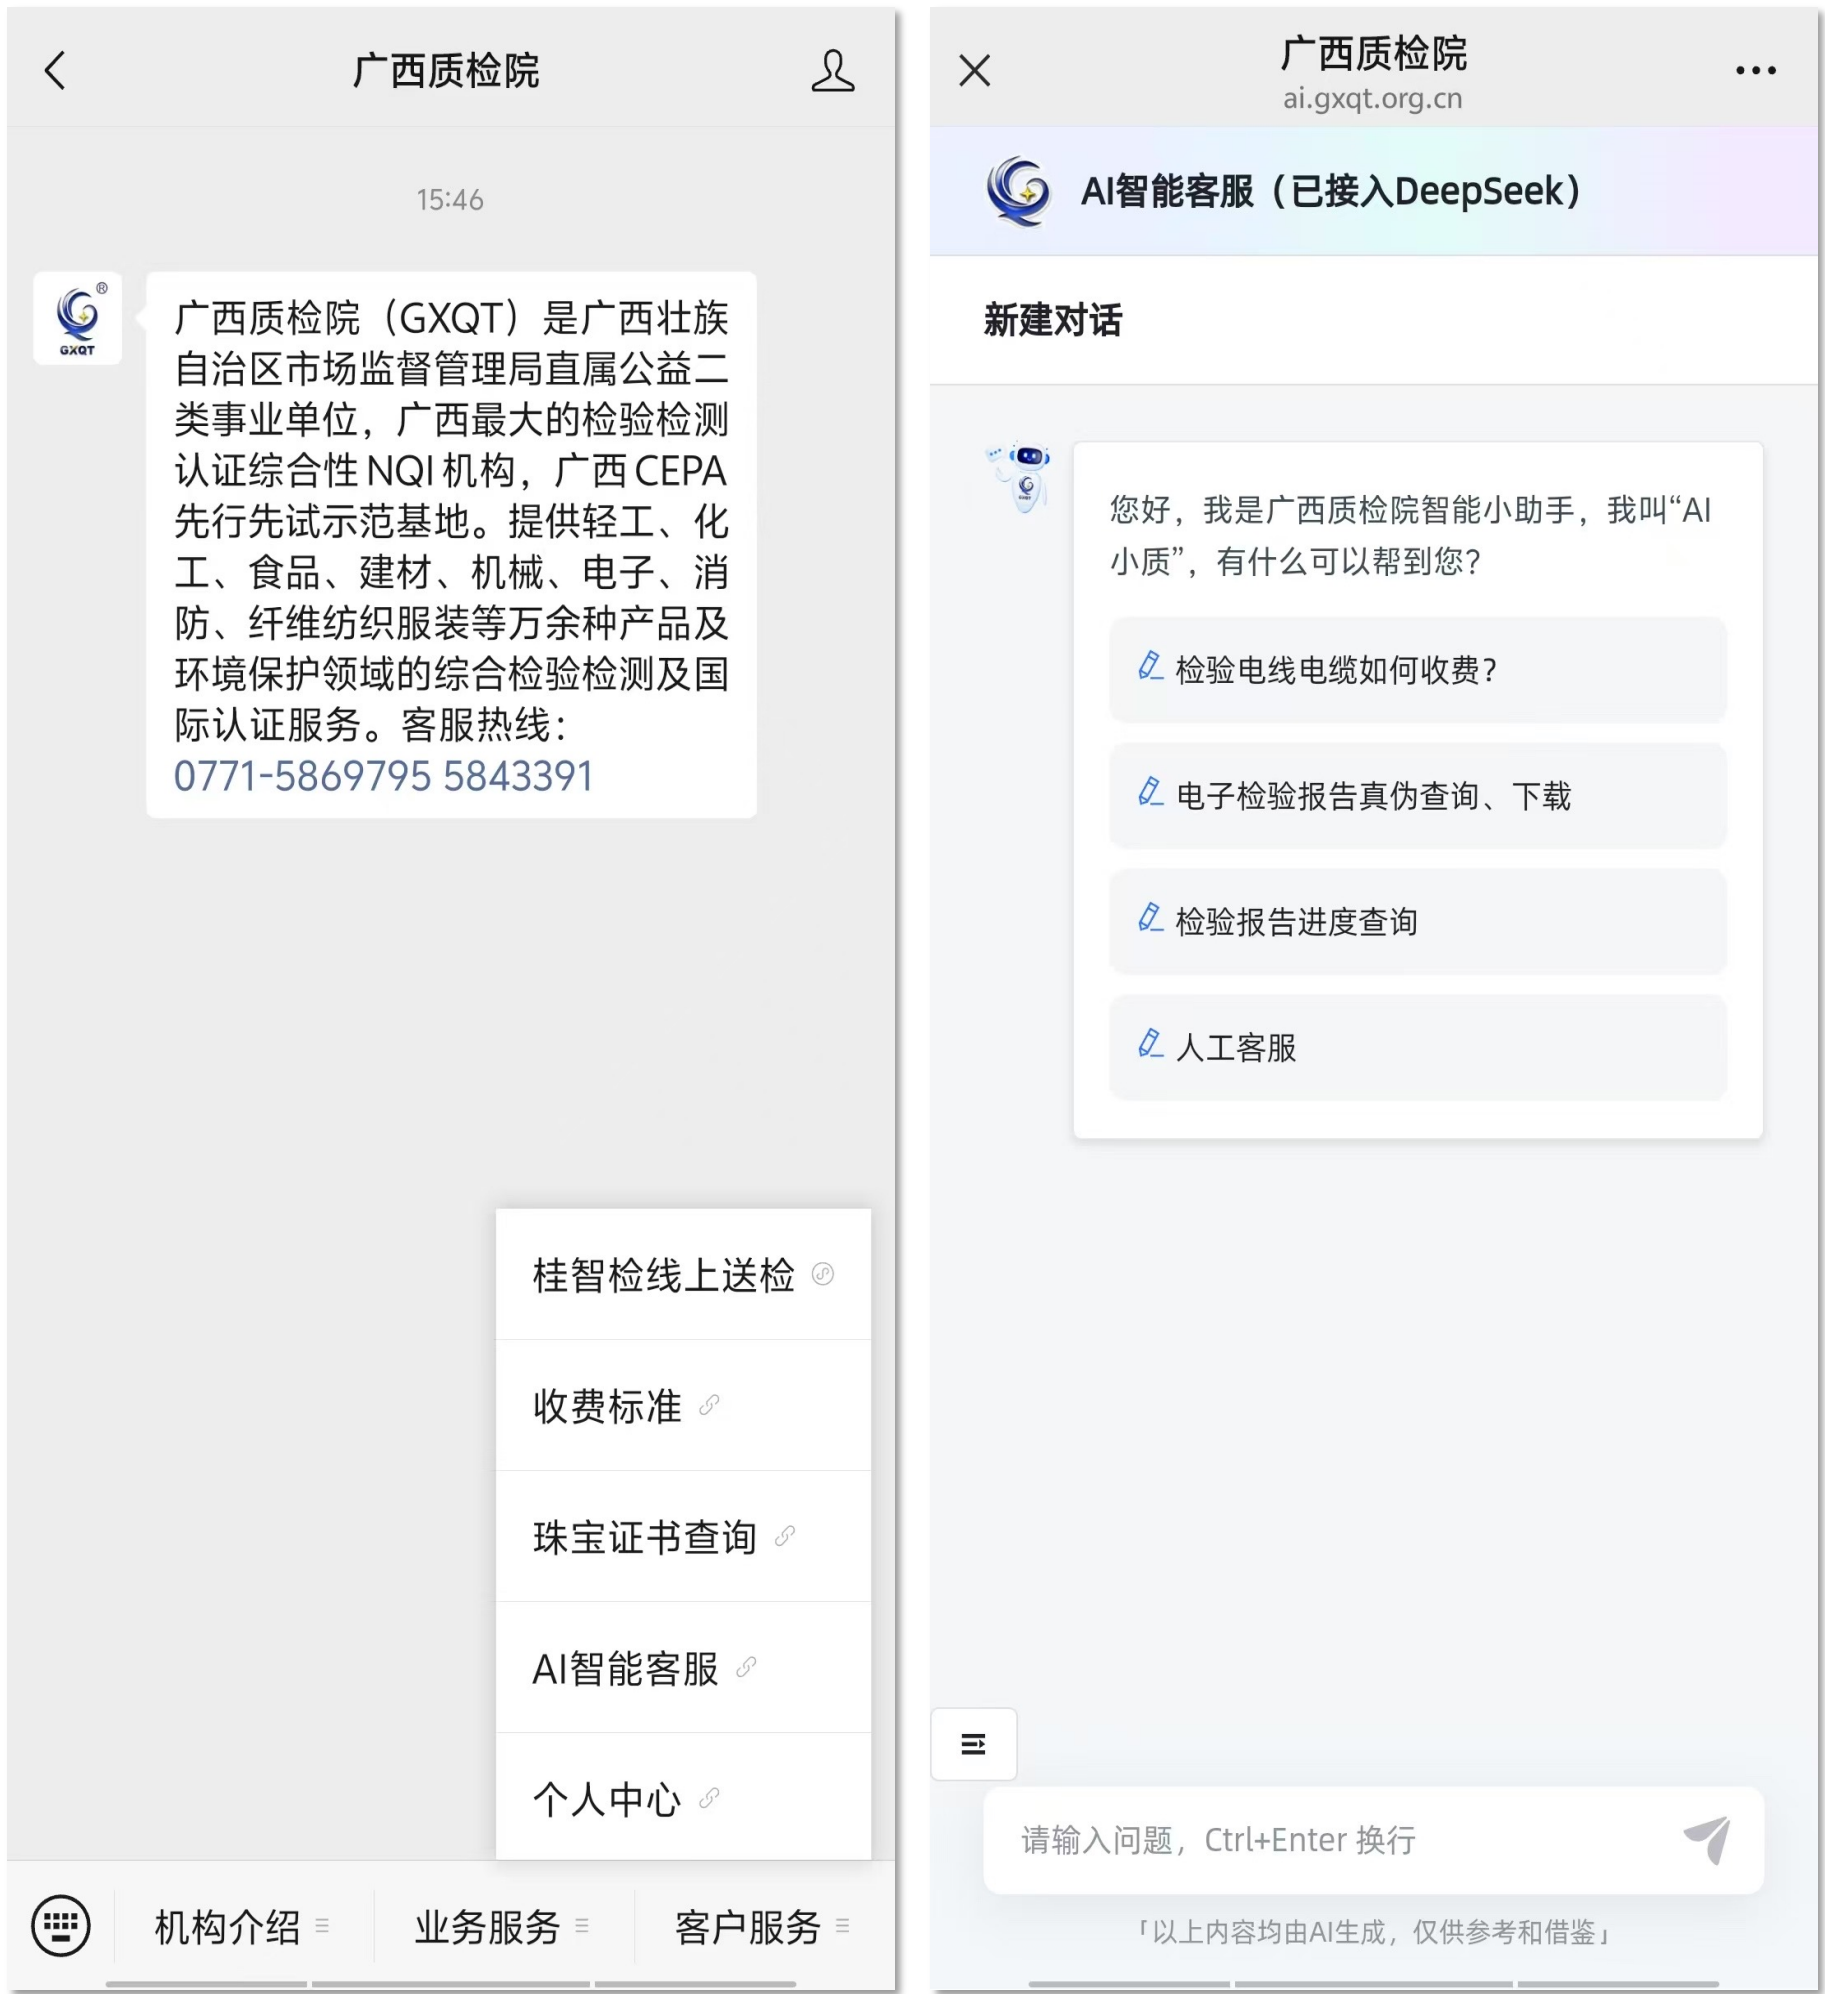 广西质检院
15:46
®
GXQT
广西质检院（GXQT）是广西壮族
自治区市场监督管理局直属公益二
类事业单位，广西最大的检验检测
认证综合性NQI机构，广西CEPA
先行先试示范基地。提供轻工、化
工、食品、建材、机械、电子、消
防、纤维纺织服装等万余种产品及
环境保护领域的综合检验检测及国
际认证服务。客服热线：
0771-5869795 5843391
桂智检线上送检
收费标准
珠宝证书查询
AI智能客服
个人中心
机构介绍
业务服务
客户服务
广西质检院
ai.gxqt.org.cn
AI智能客服（已接入DeepSeek）
新建对话
您好，我是广西质检院智能小助手，我叫“AI
小质”，有什么可以帮到您？
检验电线电缆如何收费？
电子检验报告真伪查询、下载
检验报告进度查询
人工客服
请输入问题，Ctrl+Enter 换行
「以上内容均由AI生成，仅供参考和借鉴」